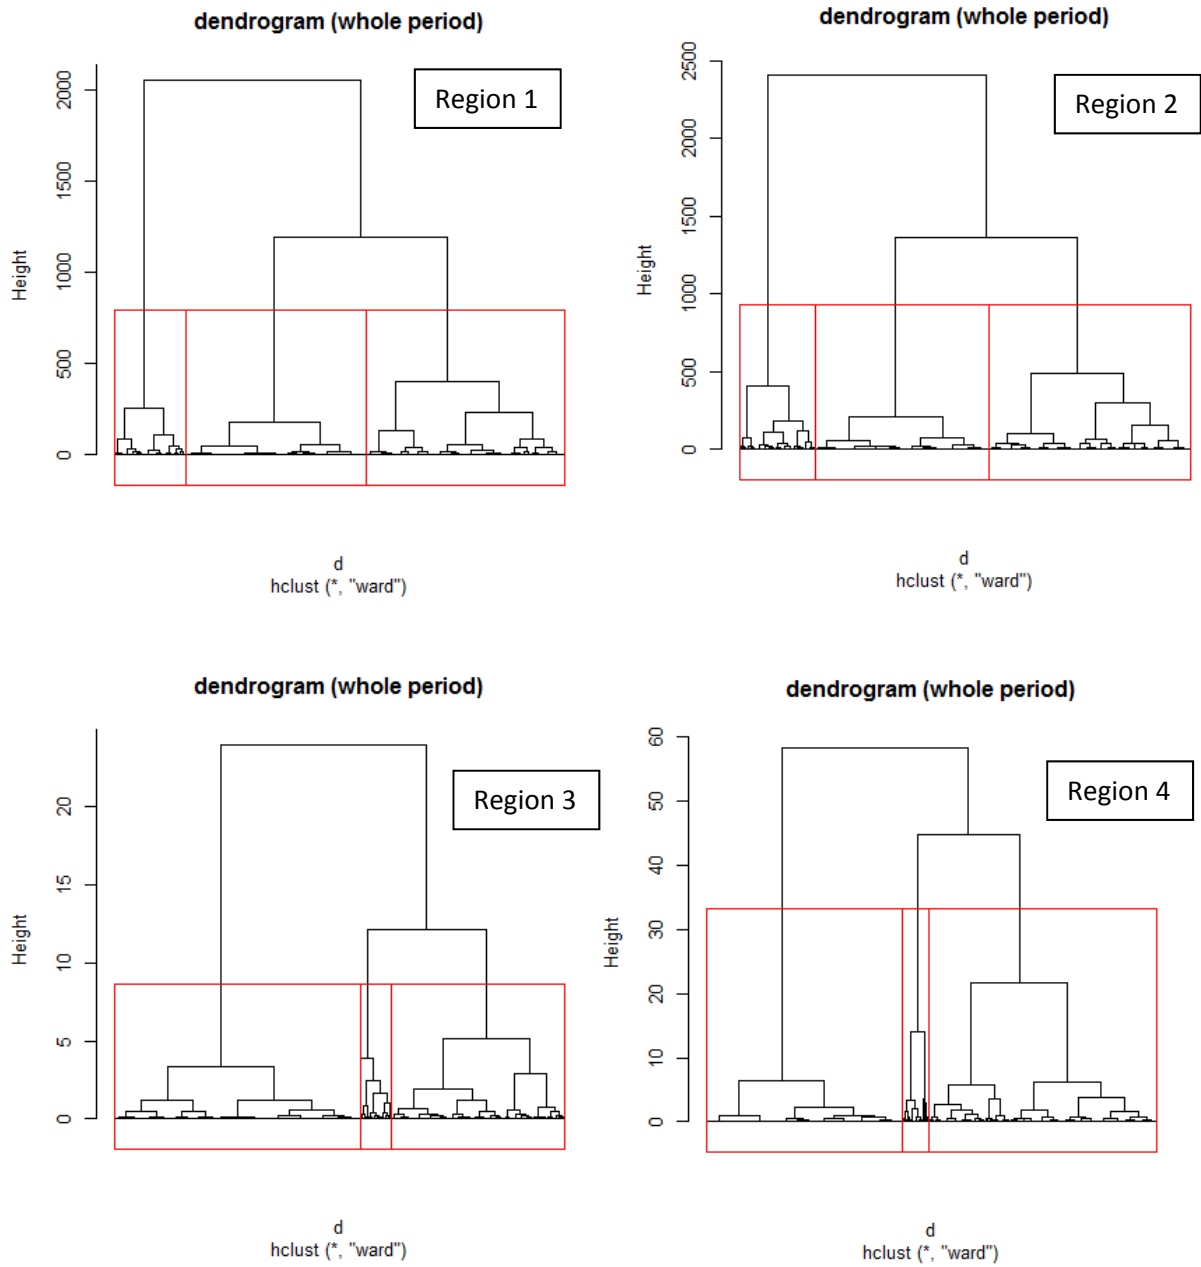 dendrogram (whole period)
Region 1
Height
2000
1500
1000
500
0
d
hclust (*, "ward")
dendrogram (whole period)
Region 2
Height
2500
2000
1500
1000
500
0
d
hclust (*, "ward")
dendrogram (whole period)
Region 3
Height
20
15
10
5
0
d
hclust (*, "ward")
dendrogram (whole period)
Region 4
Height
60
50
40
30
20
10
0
d
hclust (*, "ward")